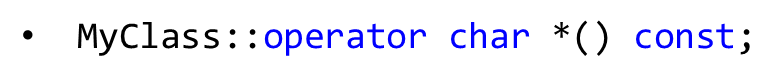 • MyClass::operator char *() const;